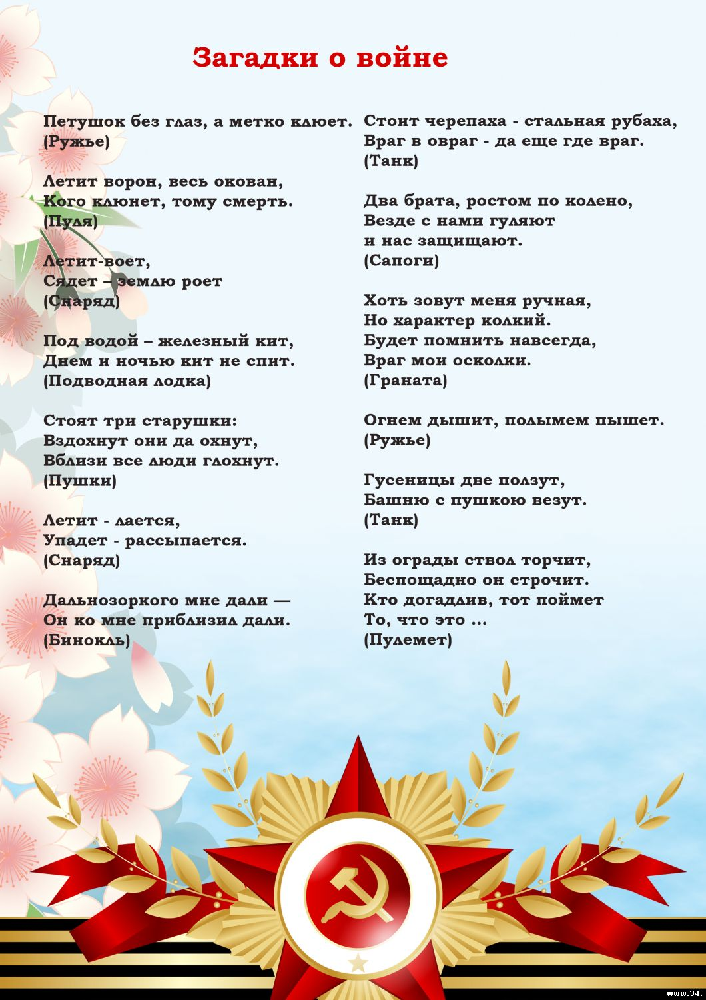 Загадки о войне
Петушок без глаз, а метко клюет.
(Ружье)
Летит ворон, весь окован,
Кого клюнет, тому смерть.
(Пуля)
Летит-воет,
Сядет – землю роет
(Снаряд)
Под водой – железный кит,
Днем и ночью кит не спит.
(Подводная лодка)
Стоят три старушки:
Вздохнут они да охнут,
Вблизи все люди глохнут.
(Пушки)
Летит - лается,
Упадет - рассыпается.
(Снаряд)
Дальнозоркого мне дали —
Он ко мне приблизил дали.
(Бинокль)
Стоит черепаха - стальная рубаха,
Враг в овраг - да еще где враг.
(Танк)
Два брата, ростом по колено,
Везде с нами гуляют
и нас защищают.
(Сапоги)
Хоть зовут меня ручная,
Но характер колкий.
Будет помнить навсегда,
Враг мои осколки.
(Граната)
Огнем дышит, полымем пышет.
(Ружье)
Гусеницы две ползут,
Башню с пушкою везут.
(Танк)
Из ограды ствол торчит,
Беспощадно он строчит.
Кто догадлив, тот поймет
То, что это ...
(Пулемет)
www.34.